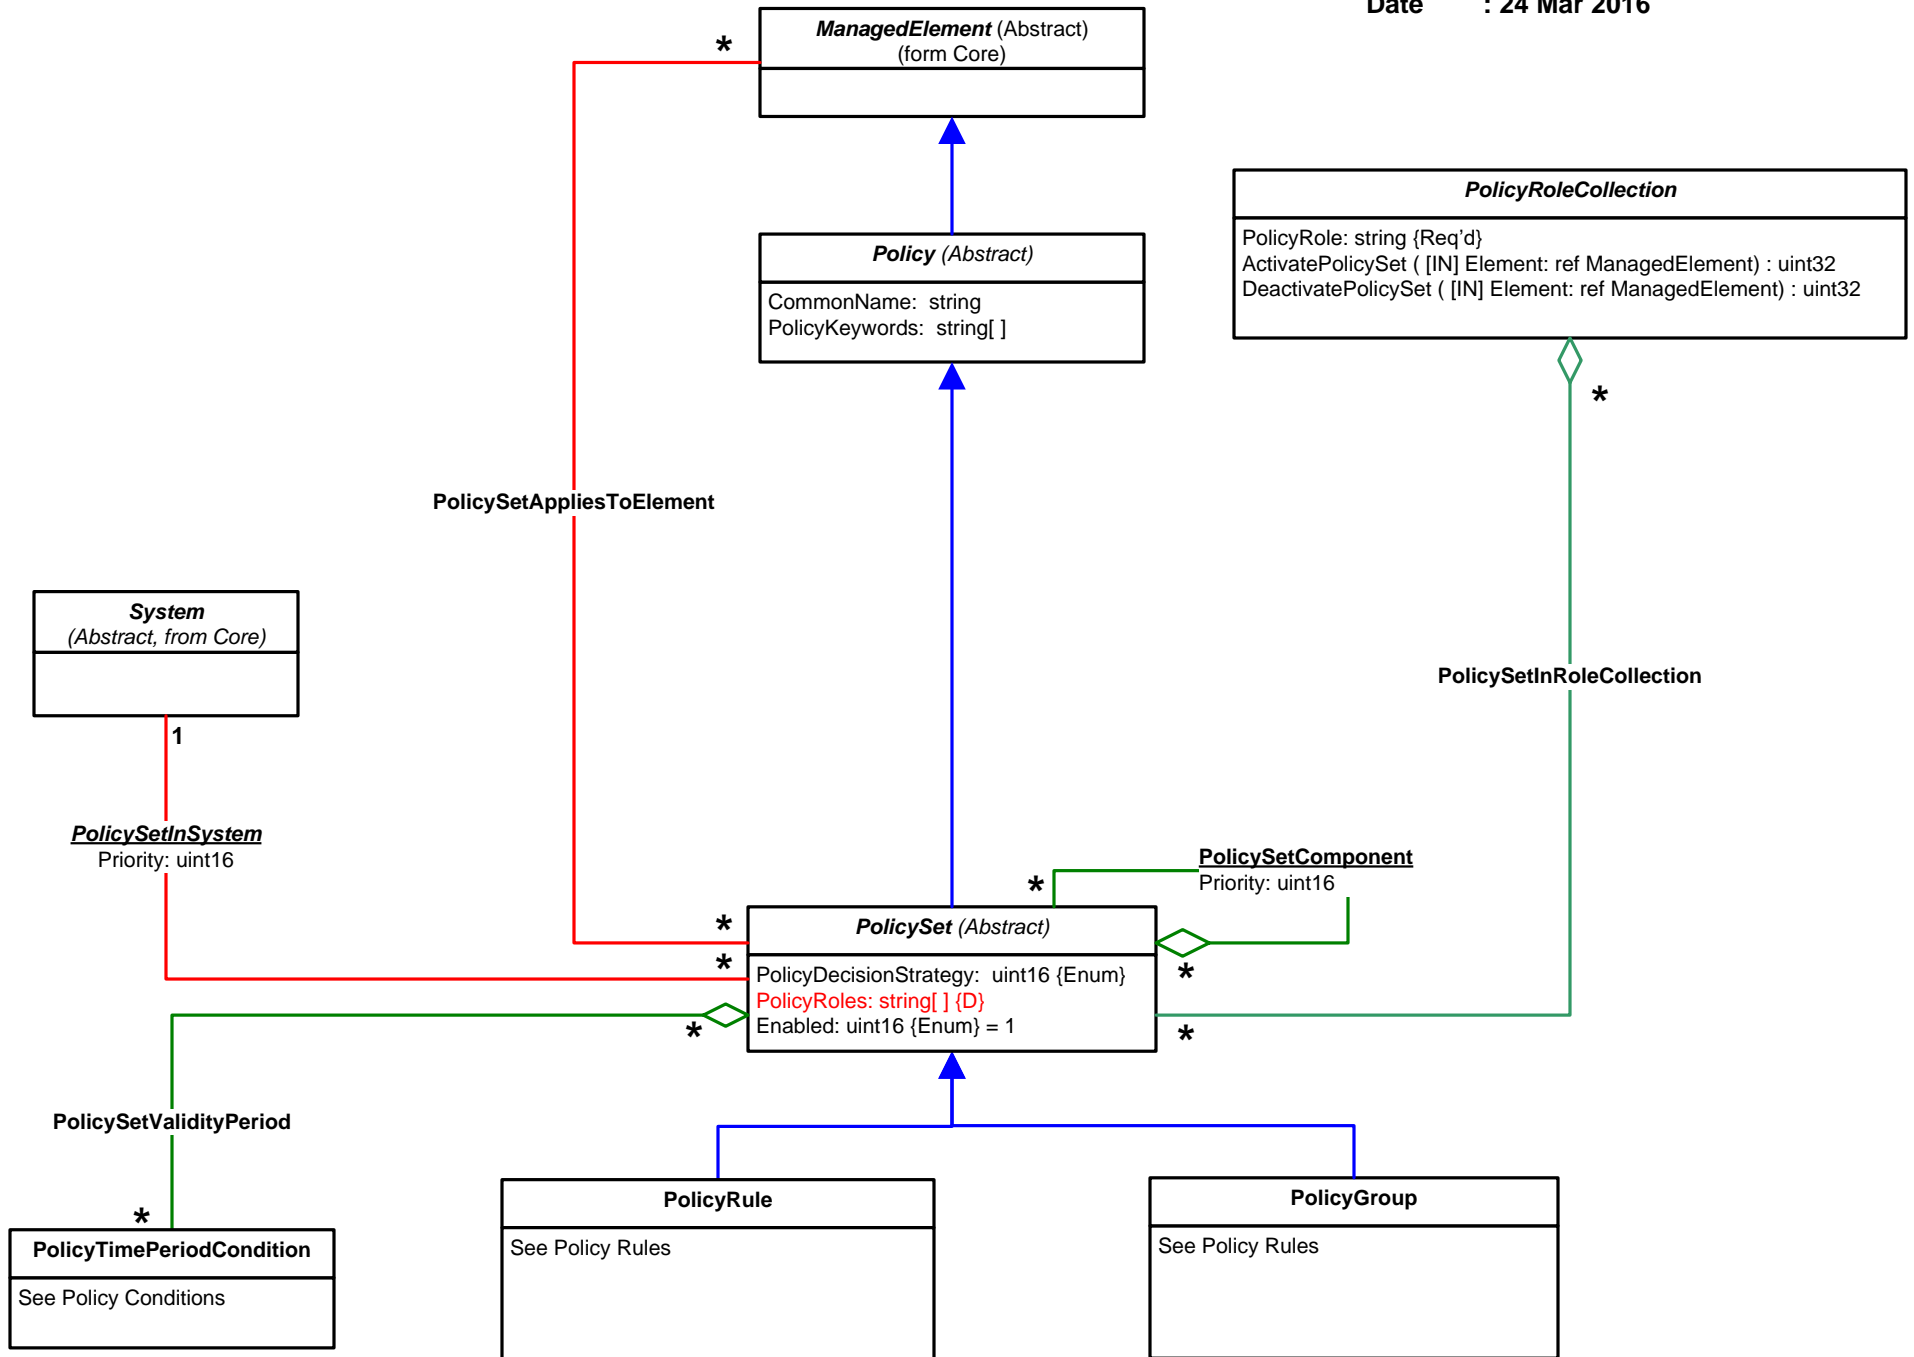 Date : 24 Mar 2016
*
ManagedElement (Abstract)
(form Core)
PolicyRoleCollection
PolicyRole: string {Req'd}
ActivatePolicySet ( [IN] Element: ref ManagedElement) : uint32
DeactivatePolicySet ( [IN] Element: ref ManagedElement) : uint32
*
Policy (Abstract)
CommonName: string
PolicyKeywords: string[ ]
PolicySetAppliesToElement
System
(Abstract, from Core)
1
PolicySetInSystem
Priority: uint16
PolicySetInRoleCollection
PolicySetComponent
Priority: uint16
*
*
*
PolicySet (Abstract)
PolicyDecisionStrategy: uint16 {Enum}
PolicyRoles: string[ ] {D}
Enabled: uint16 {Enum} = 1
*
*
*
PolicySetValidityPeriod
*
PolicyTimePeriodCondition
See Policy Conditions
PolicyRule
See Policy Rules
PolicyGroup
See Policy Rules